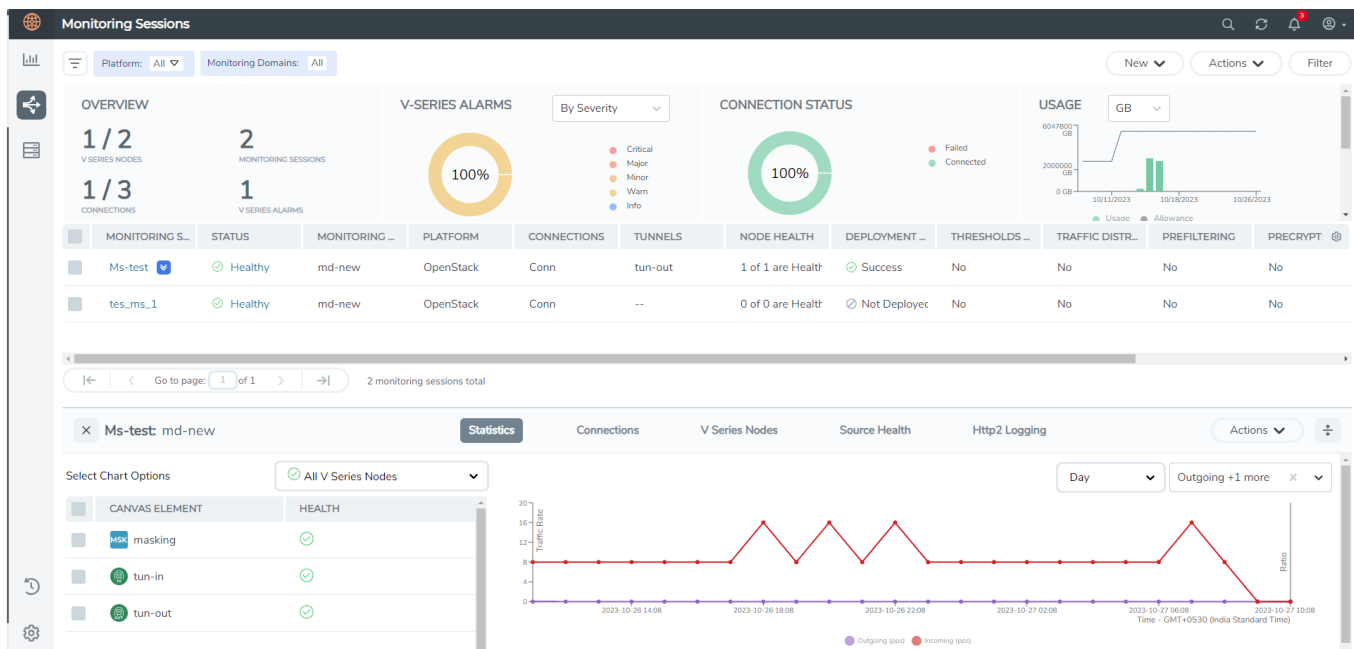 Monitoring Sessions
3
Platform: All
Monitoring Domains: All
New
Actions
Filter
OVERVIEW
1 / 2
V SERIES NODES
2
MONITORING SESSIONS
1 / 3
CONNECTIONS
1
V SERIES ALARMS
V-SERIES ALARMS
By Severity
100%
Critical
Major
Minor
Warn
Info
CONNECTION STATUS
100%
Failed
Connected
USAGE
GB
6047800 GB
2000000 GB
0 GB
10/11/2023 10/18/2023 10/26/2023
Usage Allowance
MONITORING S... STATUS MONITORING ... PLATFORM CONNECTIONS TUNNELS NODE HEALTH DEPLOYMENT ... THRESHOLDS ... TRAFFIC DISTR... PREFILTERING PRECRYPT
Ms-test Healthy md-new OpenStack Conn tun-out 1 of 1 are Health Success No No No No
tes_ms_1 Healthy md-new OpenStack Conn -- 0 of 0 are Health Not Deployec No No No No
Go to page: 1 of 1
2 monitoring sessions total
Ms-test: md-new
Statistics
Connections
V Series Nodes
Source Health
Http2 Logging
Actions
Select Chart Options
All V Series Nodes
Day
Outgoing +1 more
CANVAS ELEMENT HEALTH
MSK masking
tun-in
tun-out
Traffic Rate
20
16
12
8
4
0
Ratio
2023-10-26 14:08 2023-10-26 18:08 2023-10-26 22:08 2023-10-27 02:08 2023-10-27 06:08 2023-10-27 10:08
Time - GMT+0530 (India Standard Time)
Outgoing (pps) Incoming (pps)